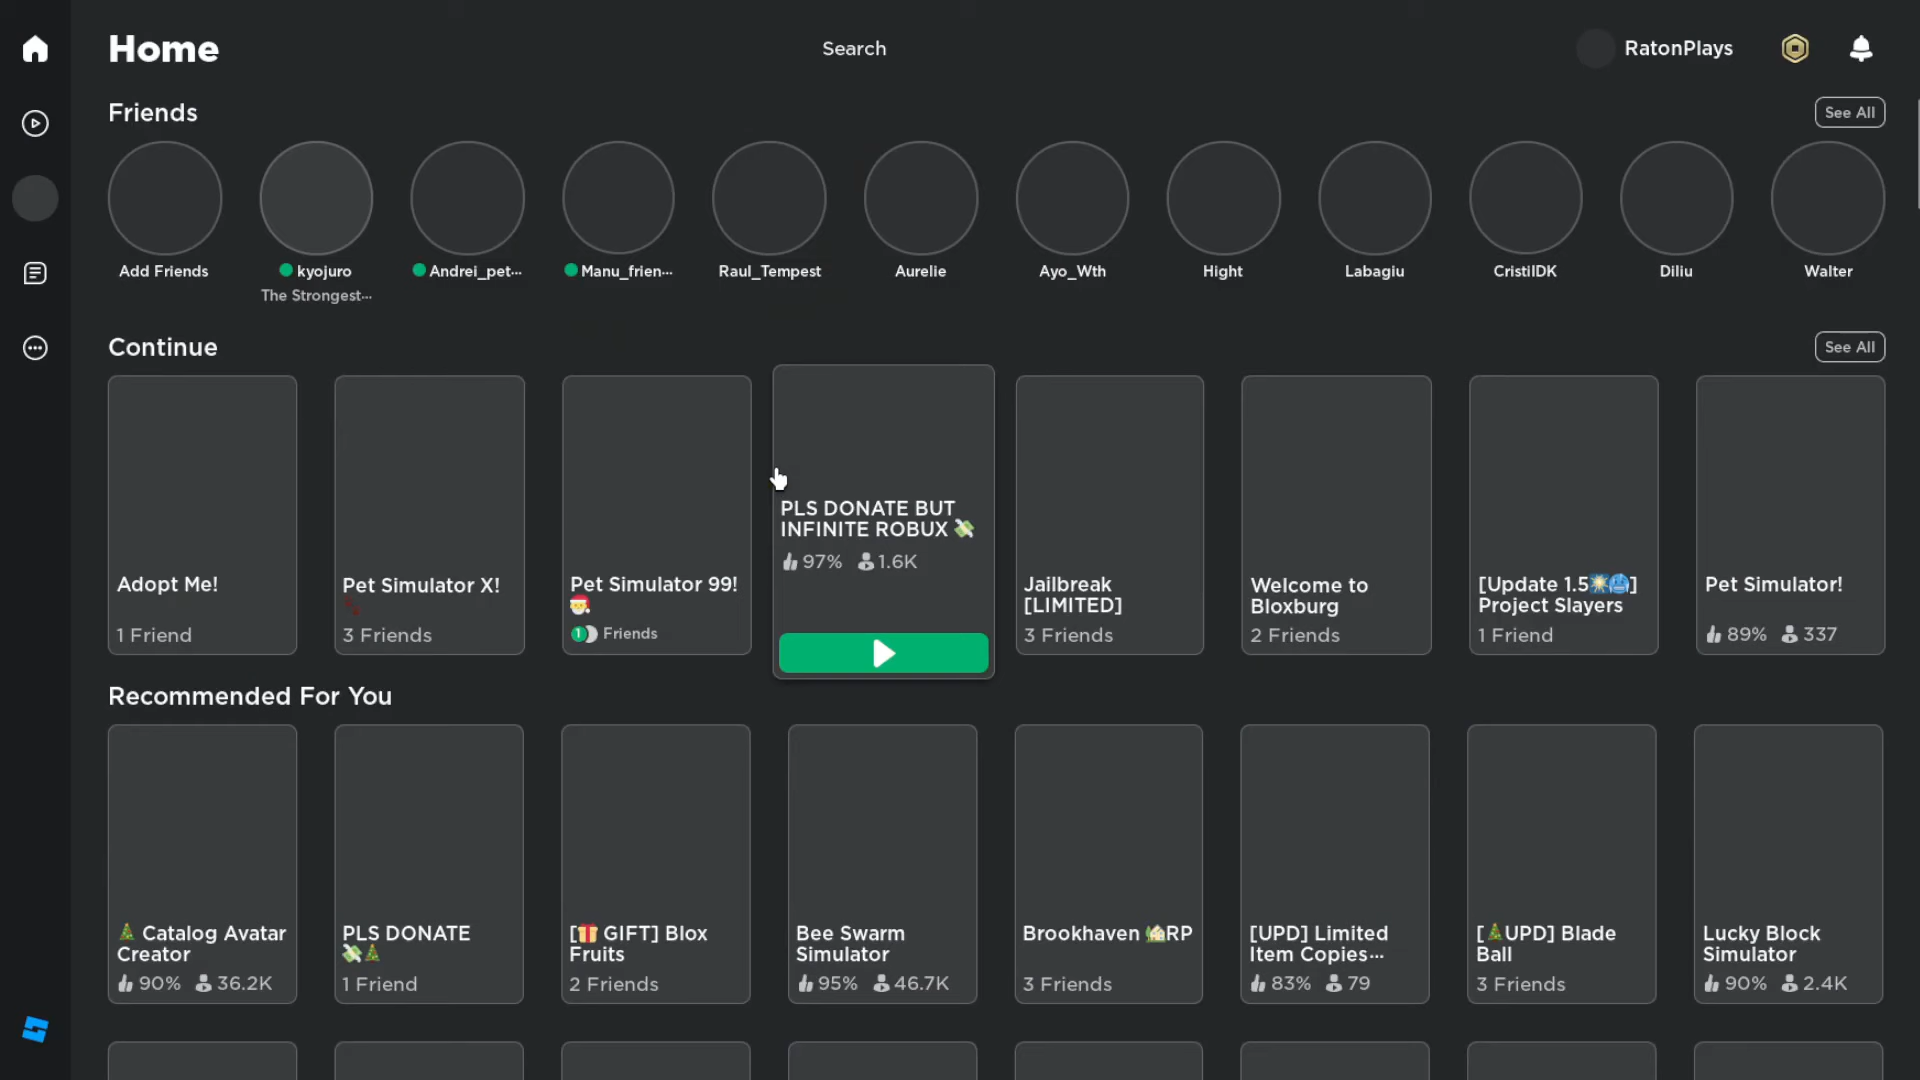 Home
Search
RatonPlays
Friends
See All
Add Friends
kyojuro
The Strongest...
Andrei_pet...
Manu_frien...
Raul_Tempest
Aurelie
Ayo_Wth
Hight
Labagiu
CristilDK
Diliu
Walter
Continue
See All
Adopt Me!
1 Friend
Pet Simulator X!
3 Friends
Pet Simulator 99!
🎅
1 Friends
PLS DONATE BUT
INFINITE ROBUX 💸
97% 1.6K
Jailbreak
[LIMITED]
3 Friends
Welcome to
Bloxburg
2 Friends
[Update 1.5☀️🥶]
Project Slayers
1 Friend
Pet Simulator!
89% 337
Recommended For You
🎄 Catalog Avatar
Creator
90% 36.2K
PLS DONATE
💸🎄
1 Friend
[🎁 GIFT] Blox
Fruits
2 Friends
Bee Swarm
Simulator
95% 46.7K
Brookhaven 🏡RP
3 Friends
[UPD] Limited
Item Copies...
83% 79
[🎄UPD] Blade
Ball
3 Friends
Lucky Block
Simulator
90% 2.4K